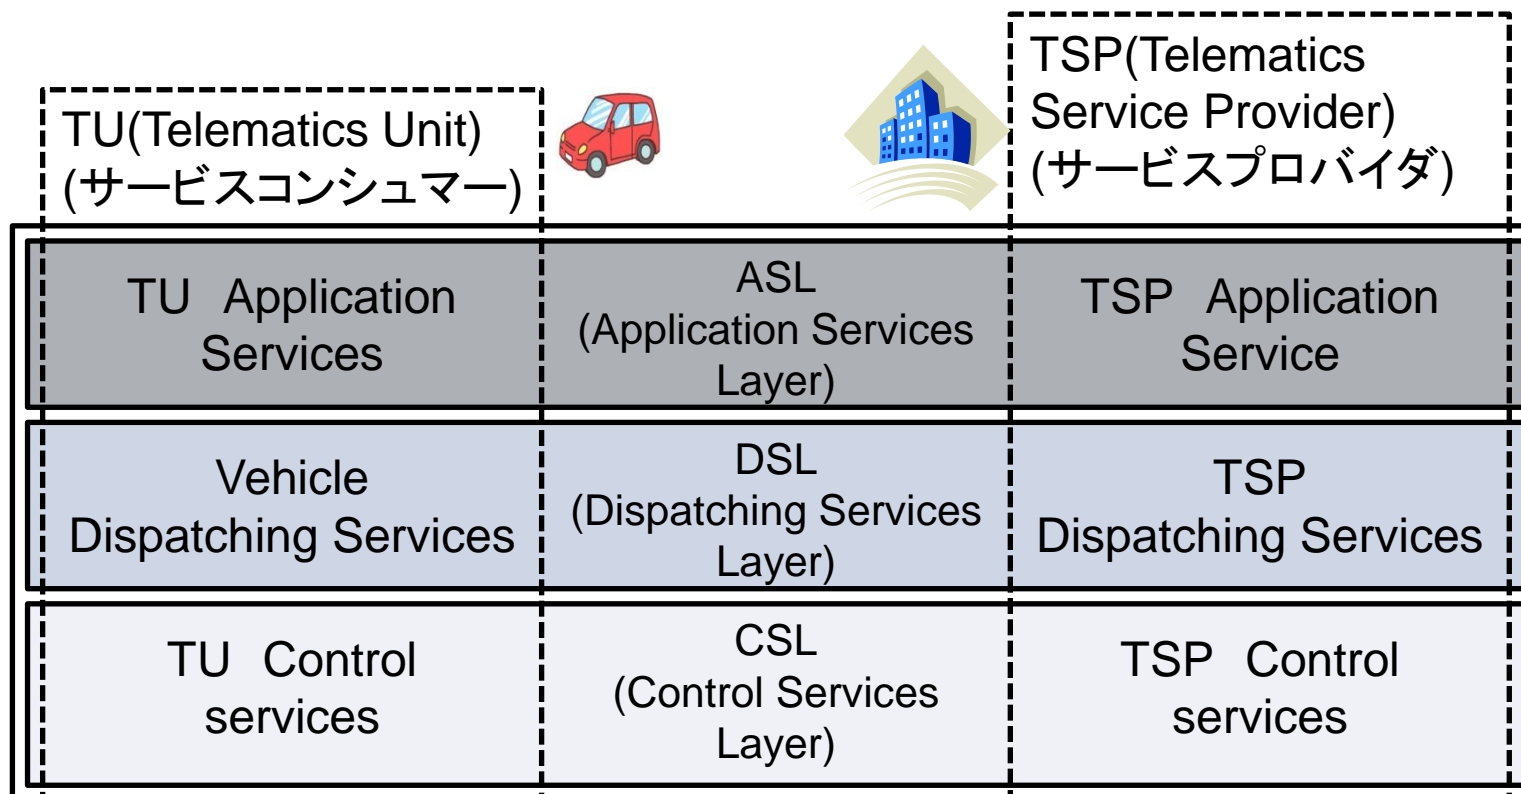 TU(Telematics Unit)
(サービスコンシュマー)
TSP(Telematics
Service Provider)
(サービスプロバイダ)
TU Application
Services
ASL
(Application Services
Layer)
TSP Application
Service
Vehicle
Dispatching Services
DSL
(Dispatching Services
Layer)
TSP
Dispatching Services
TU Control
services
CSL
(Control Services
Layer)
TSP Control
services